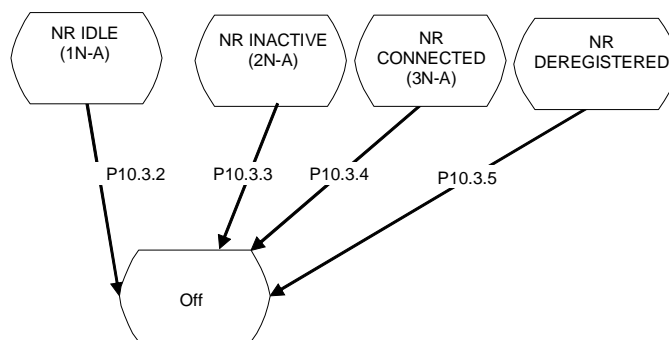 NR IDLE
(1N-A)
NR INACTIVE
(2N-A)
NR
CONNECTED
(3N-A)
NR
DEREGISTERED
P10.3.2
P10.3.3
P10.3.4
P10.3.5
Off